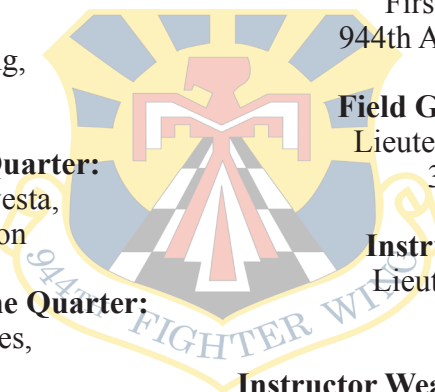 g,
Quarter:
esta,
on
e Quarter:
es,
Firs
944th A
Field G
Lieute
3
Instr
Lieut
Instructor Wea
944TH FIGHTER WING